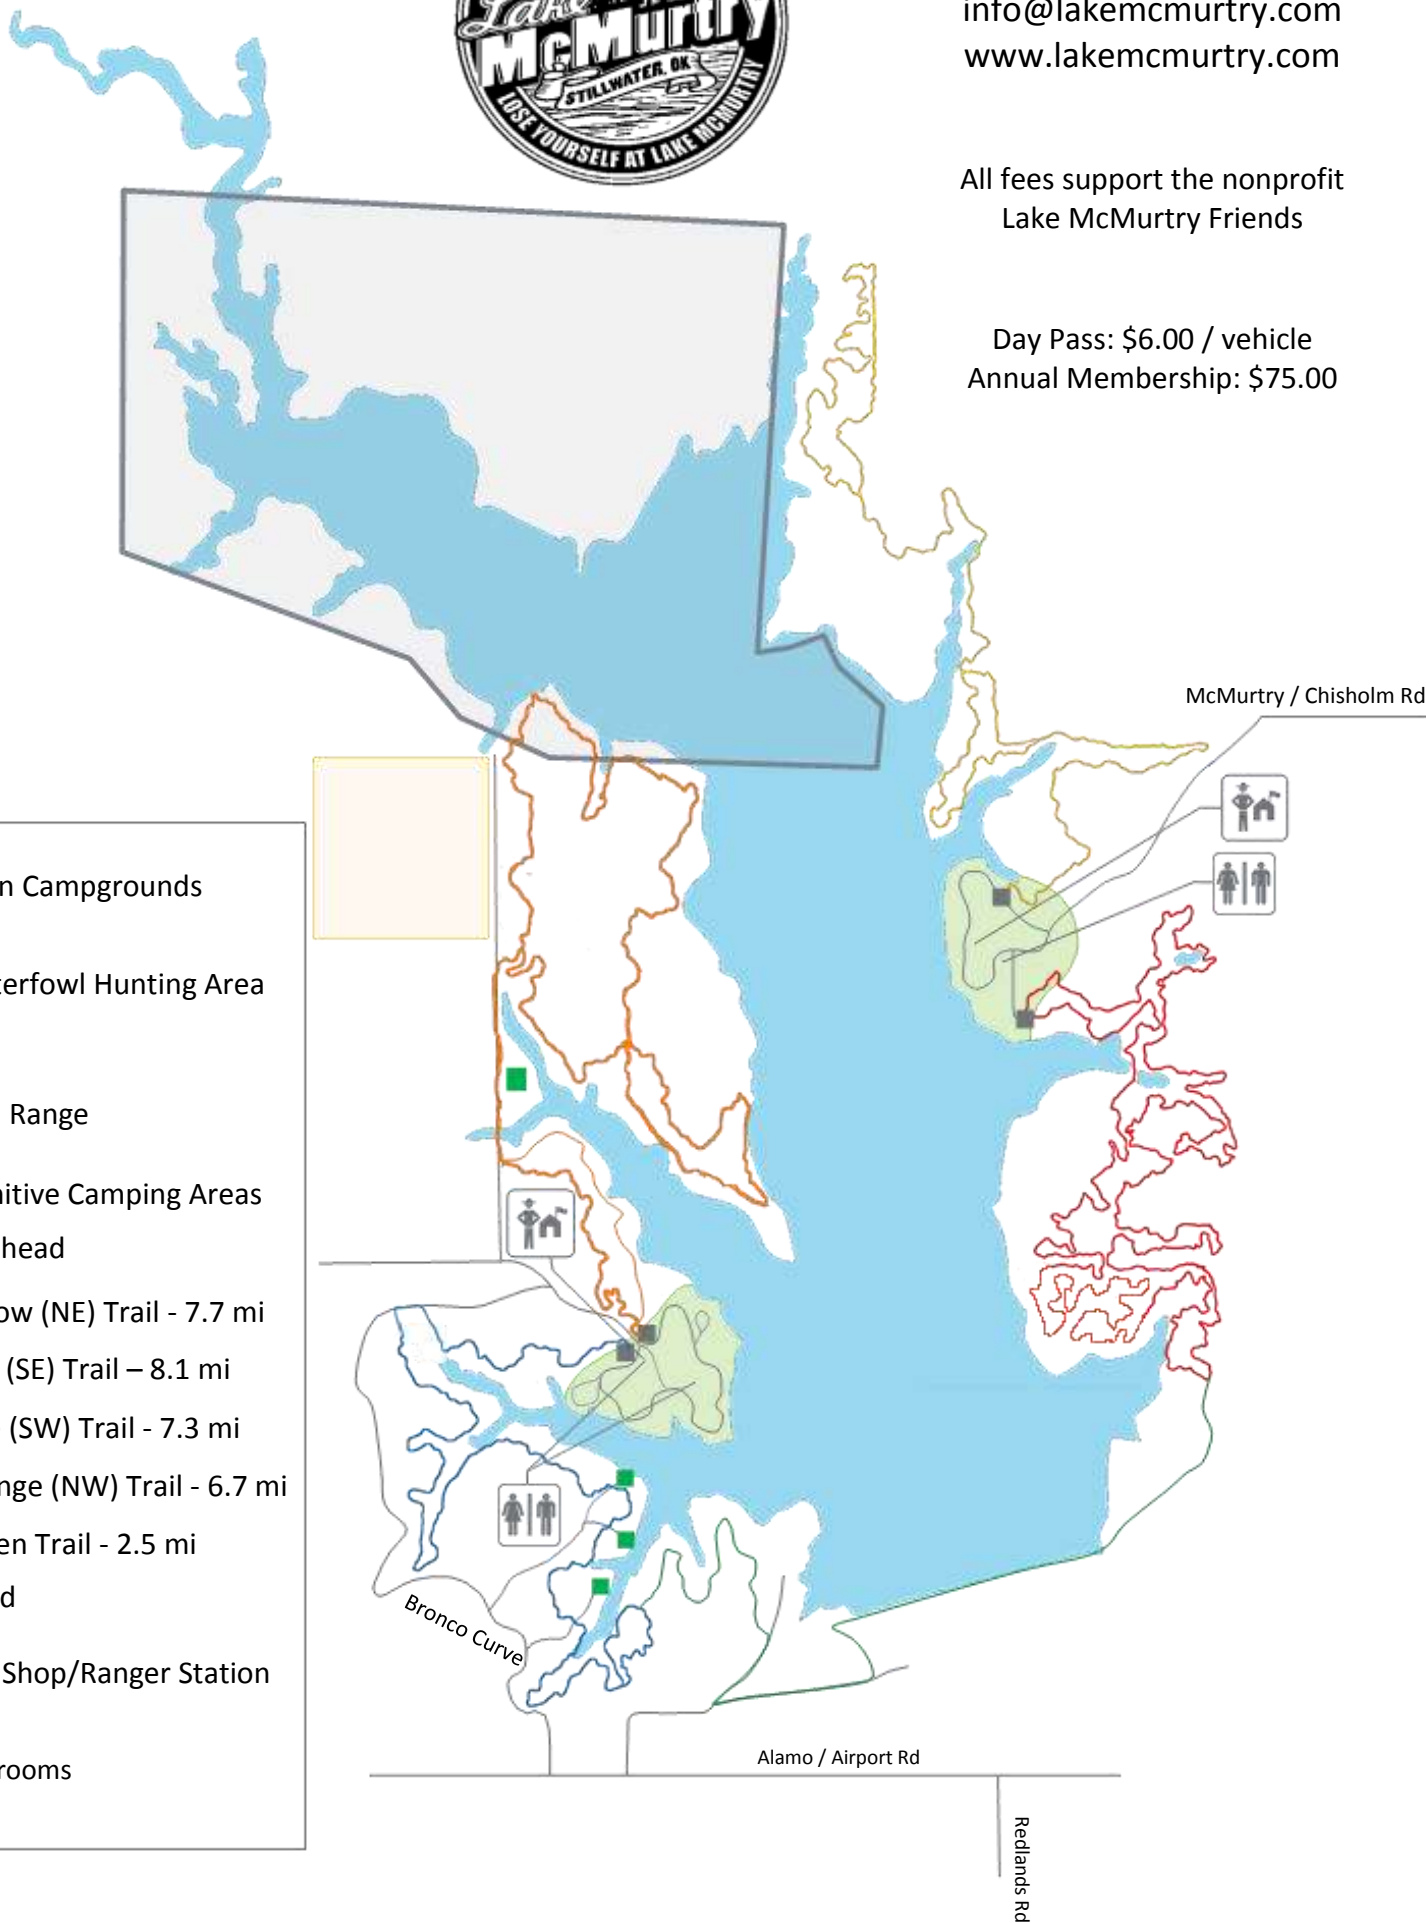 Lake
McMurtry
STILLWATER, OK
LOSE YOURSELF AT LAKE MCMURTRY
info@lakemcmurtry.com
www.lakemcmurtry.com
All fees support the nonprofit
Lake McMurtry Friends
Day Pass: $6.00 / vehicle
Annual Membership: $75.00
McMurtry / Chisholm Rd
n Campgrounds
terfowl Hunting Area
Range
nitive Camping Areas
head
ow (NE) Trail - 7.7 mi
(SE) Trail – 8.1 mi
(SW) Trail - 7.3 mi
nge (NW) Trail - 6.7 mi
en Trail - 2.5 mi
d
Shop/Ranger Station
rooms
Bronco Curve
Alamo / Airport Rd
Redlands Rd